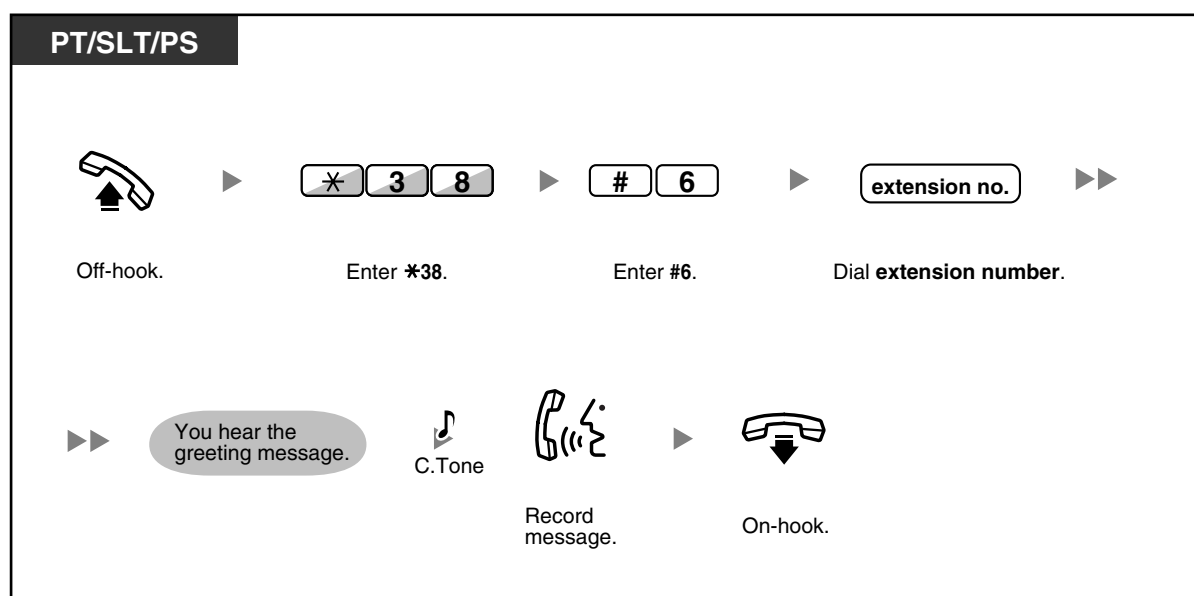 PT/SLT/PS
* 3 8 # 6 extension no.
Off-hook. Enter *38. Enter #6. Dial extension number.
You hear the
greeting message.
C.Tone
Record
message.
On-hook.